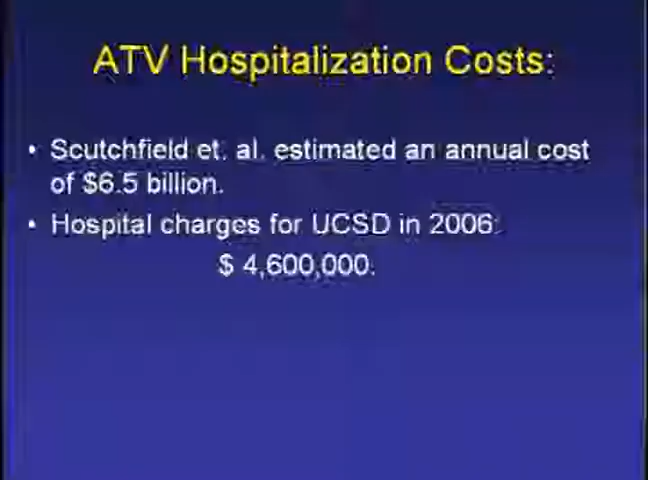 ATV Hospitalization Costs:
• Scutchfield et. al. estimated an annual cost
of $6.5 billion.
• Hospital charges for UCSD in 2006:
$ 4,600,000.